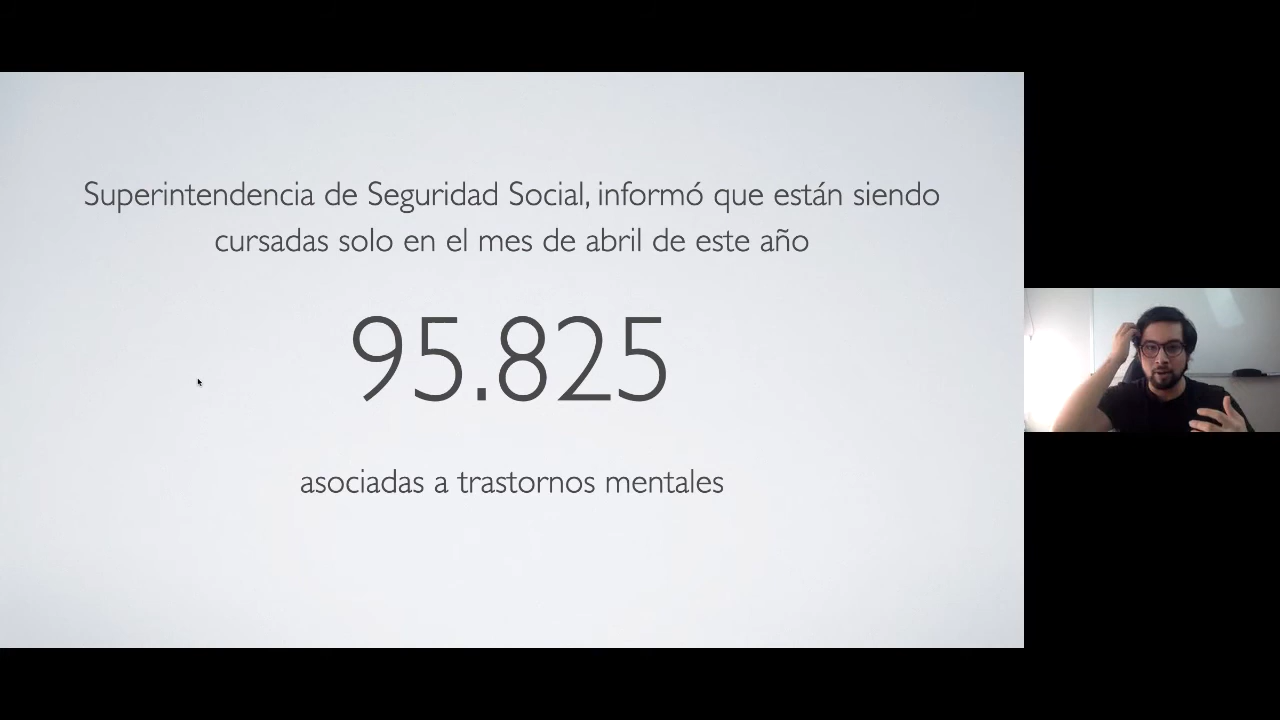 Superintendencia de Seguridad Social, informó que están siendo
cursadas solo en el mes de abril de este año
95.825
asociadas a trastornos mentales